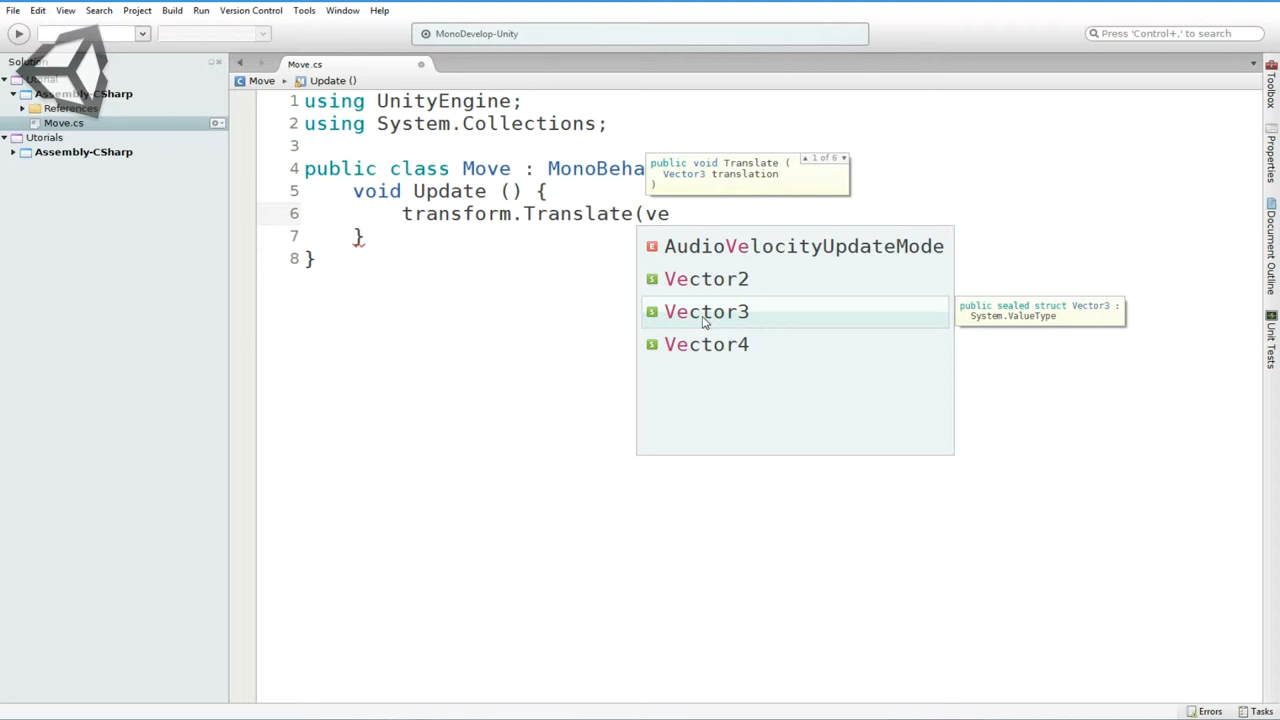 File Edit View Search Project Build Run Version Control Tools Window Help
MonoDevelop-Unity
Press 'Control+,' to search
Solution
Move.cs
Utorial
Move Update ()
Assembly-CSharp
References
Move.cs
Utorials
Assembly-CSharp
1 using UnityEngine;
2 using System.Collections;
3
4 public class Move : MonoBeha
5 void Update () {
6 transform.Translate(ve
7 }
8 }
public void Translate ( 1 of 6
Vector3 translation
)
AudioVelocityUpdateMode
Vector2
Vector3
Vector4
public sealed struct Vector3 :
System.ValueType
Toolbox
Properties
Document Outline
Unit Tests
Errors Tasks